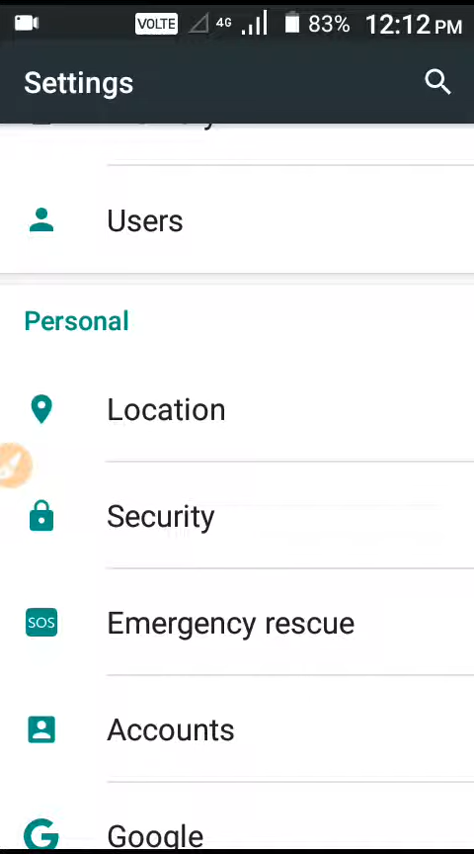 VOLTE 4G 83% 12:12 PM
Settings
Users
Personal
Location
Security
SOS Emergency rescue
Accounts
Google